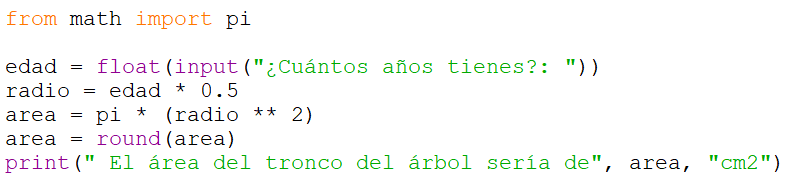 from math import pi
edad = float(input("¿Cuántos años tienes?: "))
radio = edad * 0.5
area = pi * (radio ** 2)
area = round(area)
print(" El área del tronco del árbol sería de", area, "cm2")